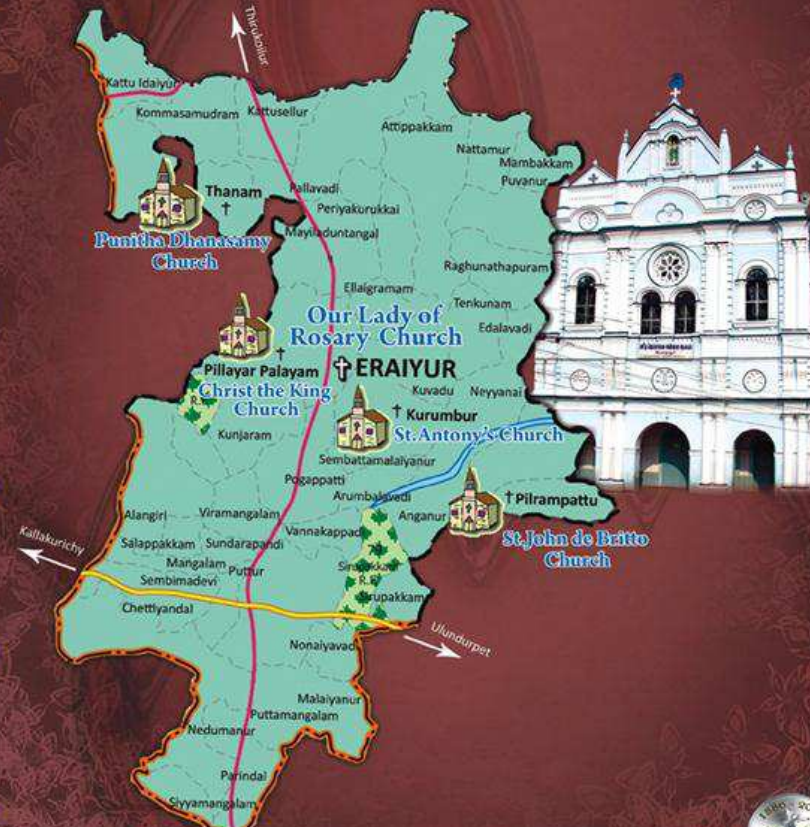 Thirukoilur
Kattu Idaiyur
Kommasamudram
Kattusellur
Attippakkam
Nattamur
Mambakkam
Puvanur
Thanam
Pallavadi
Periyakurukkai
Punitha Dhanasamy
Church
Mayiladuntangal
Raghunathapuram
Ellaigramam
Tenkunam
Our Lady of
Rosary Church
Edalavadi
ERAIYUR
Pillayar Palayam
Christ the King
Church
Kuvadu
Neyyanai
Kurumbur
St.Antony's Church
Kunjaram
Sembattamalaiyanur
Pogappatti
Arumbalavadi
Pilrampattu
Alangiri
Viramangalam
Anganur
Vannakappadi
St.John de Britto
Church
Kallakurichy
Salappakkam
Sundarapandi
Mangalam
Puttur
Sembimadevi
R.F
Sirupakkam
Chettiyandal
Ulundurpet
Nonaiyavadi
Malaiyanur
Puttamangalam
Nedumanur
Parindal
Siyyamangalam